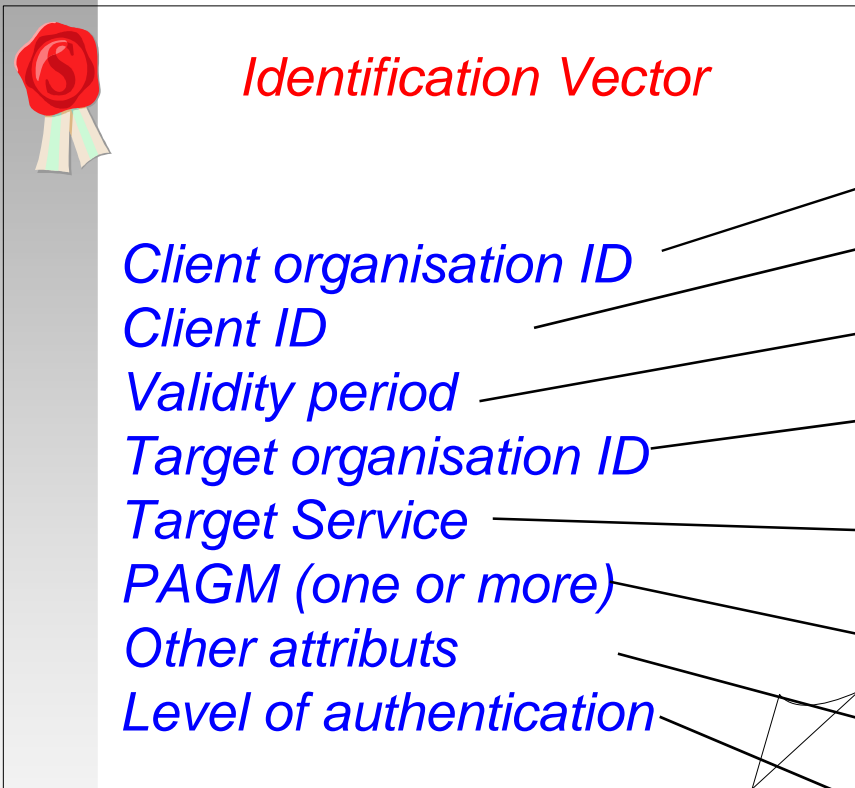 S
Identification Vector
Client organisation ID
Client ID
Validity period
Target organisation ID
Target Service
PAGM (one or more)
Other attributs
Level of authentication